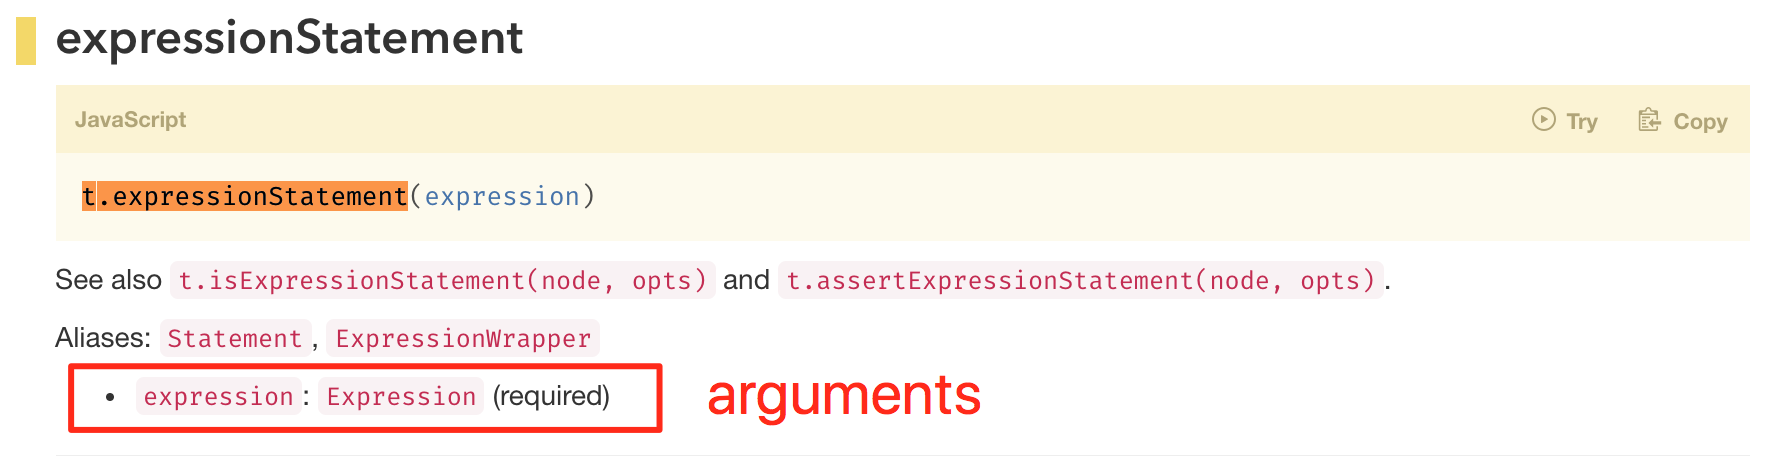 expressionStatement
JavaScript Try Copy
t.expressionStatement(expression)
See also t.isExpressionStatement(node, opts) and t.assertExpressionStatement(node, opts).
Aliases: Statement, ExpressionWrapper
• expression: Expression (required) arguments